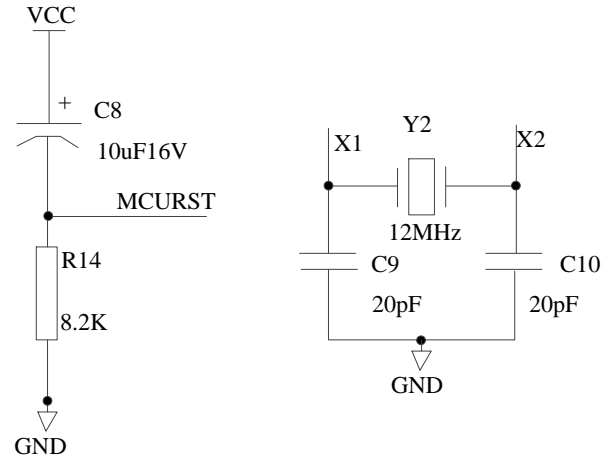 VCC
+
C8
10uF16V
MCURST
R14
8.2K
GND
Y2
X1
X2
12MHz
C9
C10
20pF
20pF
GND